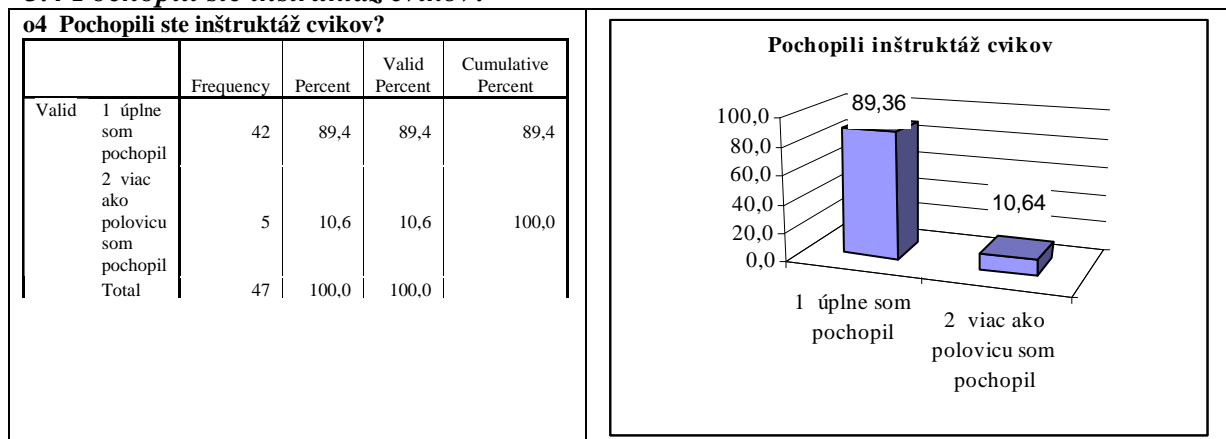 o4 Pochopili ste inštruktáž cvikov?
Frequency Percent Valid Percent Cumulative Percent
Valid 1 úplne som pochopil 42 89,4 89,4 89,4
2 viac ako polovicu som pochopil 5 10,6 10,6 100,0
Total 47 100,0 100,0
Pochopili inštruktáž cvikov
100,0
80,0
60,0
40,0
20,0
0,0
89,36
10,64
1 úplne som
pochopil
2 viac ako
polovicu som
pochopil